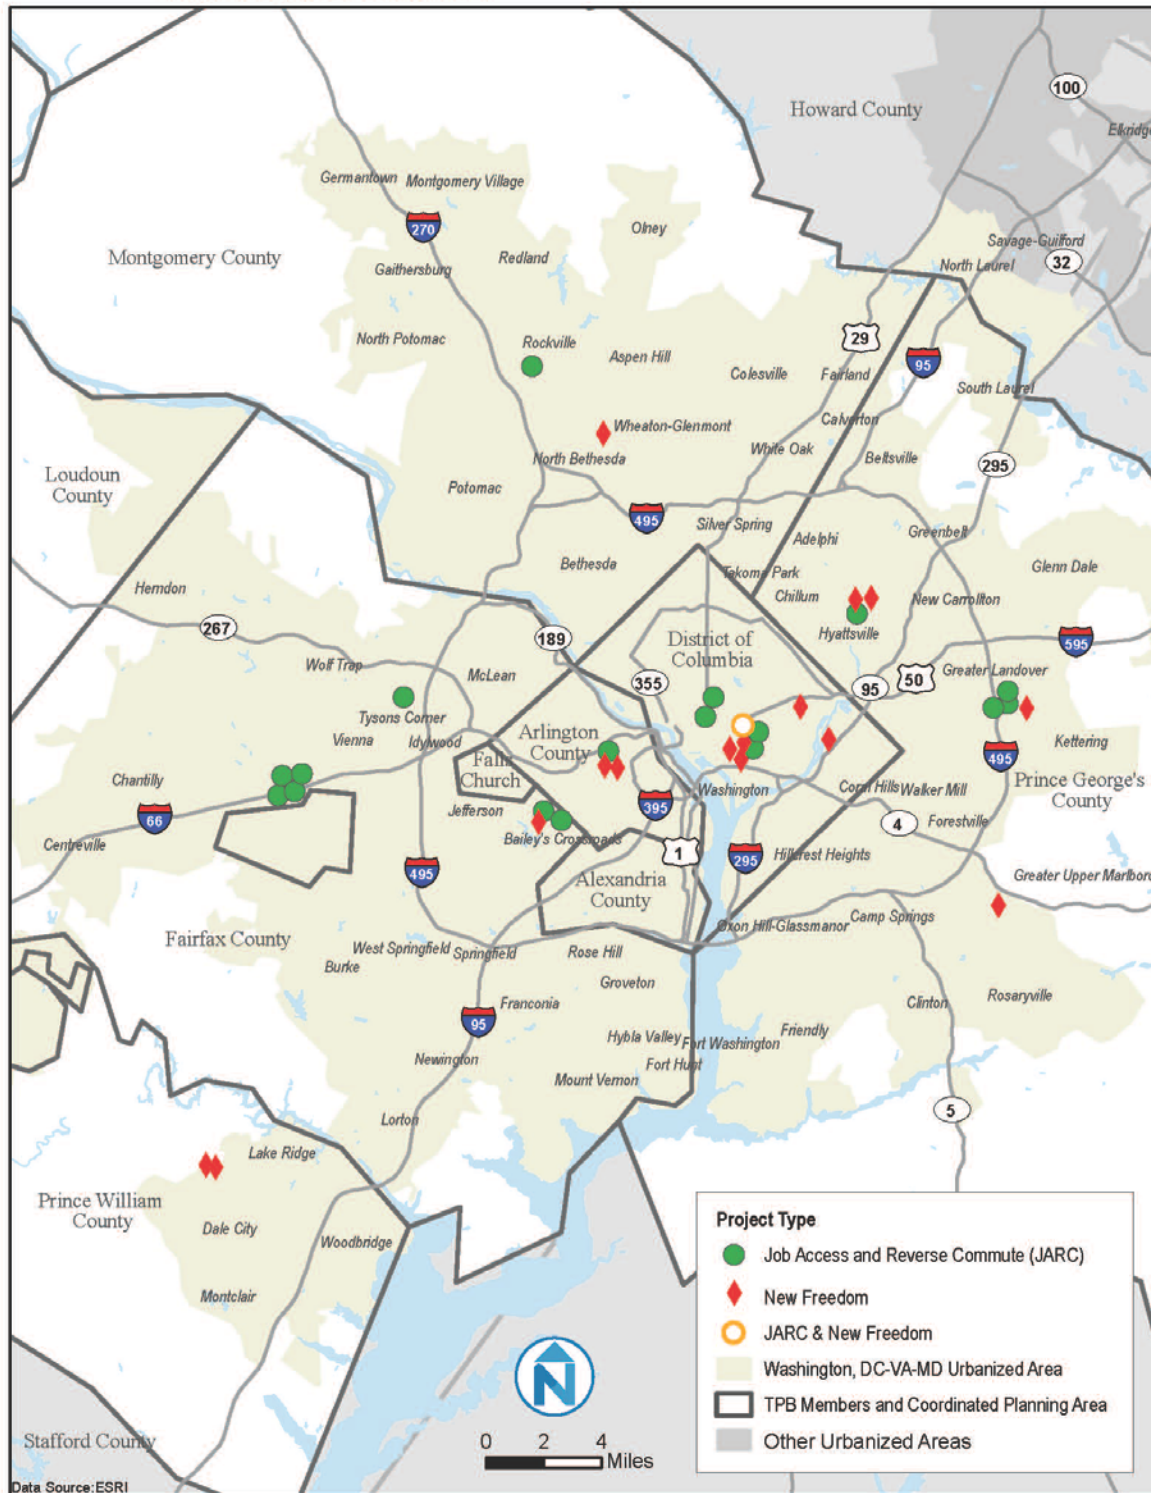 Howard County
100
Elkridge
Germantown
Montgomery Village
Olney
270
Savage-Guilford
Montgomery County
Redland
32
Gaithersburg
North Laurel
29
North Potomac
Rockville
Aspen Hill
95
Colesville
Fairland
South Laurel
Calverton
Wheaton-Glenmont
White Oak
North Bethesda
Beltsville
295
Loudoun
County
Potomac
495
Silver Spring
Adelphi
Greenbelt
Bethesda
Glenn Dale
Takoma Park
Herndon
Chillum
New Carrollton
267
189
Hyattsville
District of
Columbia
595
Wolf Trap
McLean
355
95
50
Greater Landover
Tysons Corner
Vienna
Idylwood
Arlington
County
Kettering
Falls
Church
495
Chantilly
Washington
Coral Hills
Walker Mill
Prince George's
County
Jefferson
395
66
4
Forestville
Centreville
Bailey's Crossroads
1
295
Hillcrest Heights
495
Alexandria
County
Greater Upper Marlboro
Oxon Hill-Glassmanor
Camp Springs
Fairfax County
West Springfield
Springfield
Rose Hill
Burke
Groveton
Franconia
Clinton
Rosaryville
95
Hybla Valley
Fort Washington
Friendly
Newington
Fort Hunt
Mount Vernon
Lorton
5
Lake Ridge
Prince William
County
Dale City
Woodbridge
Montclair
Project Type
Job Access and Reverse Commute (JARC)
New Freedom
JARC & New Freedom
Washington, DC-VA-MD Urbanized Area
TPB Members and Coordinated Planning Area
Other Urbanized Areas
N
0 2 4
Miles
Stafford County
Data Source:ESRI